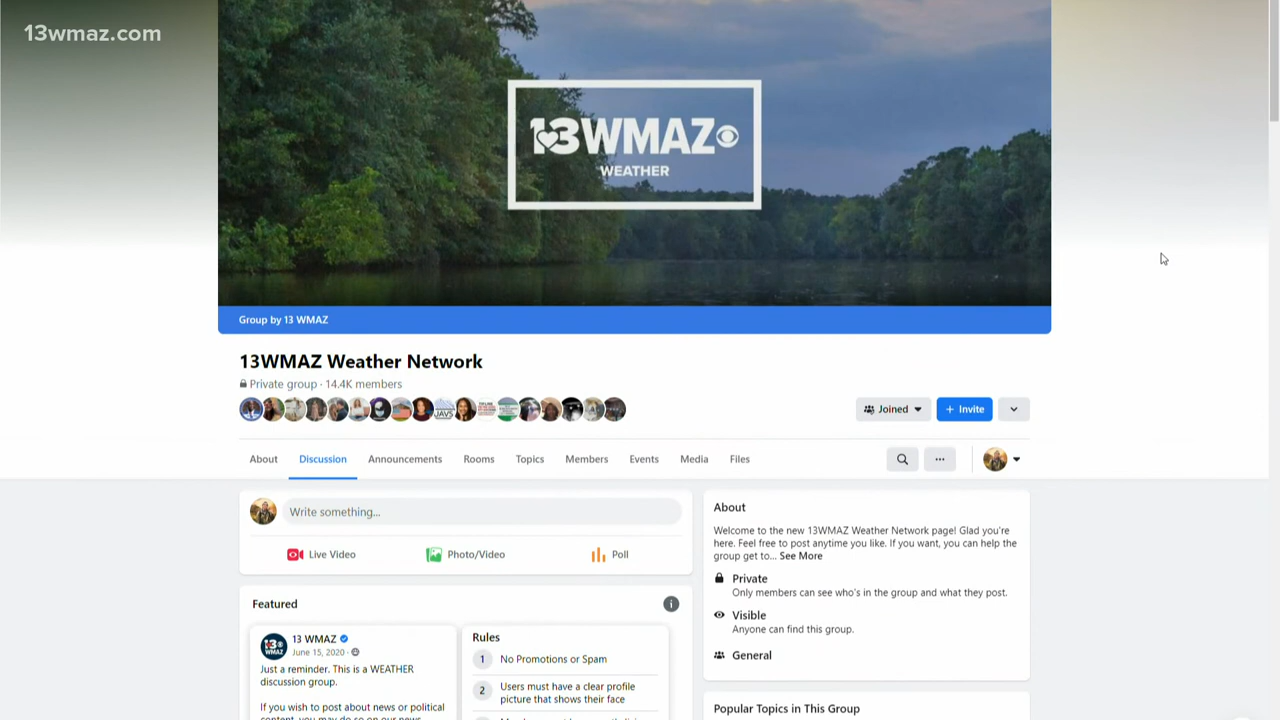 13wmaz.com
13WMAZ
WEATHER
Group by 13 WMAZ
13WMAZ Weather Network
Private group · 14.4K members
JAYS
Joined
+ Invite
About Discussion Announcements Rooms Topics Members Events Media Files
Write something...
Live Video Photo/Video Poll
Featured
13 WMAZ
June 15, 2020 ·
Just a reminder. This is a WEATHER
discussion group.
If you wish to post about news or political
Rules
1 No Promotions or Spam
2 Users must have a clear profile
picture that shows their face
About
Welcome to the new 13WMAZ Weather Network page! Glad you're
here. Feel free to post anytime you like. If you want, you can help the
group get to... See More
Private
Only members can see who's in the group and what they post.
Visible
Anyone can find this group.
General
Popular Topics in This Group